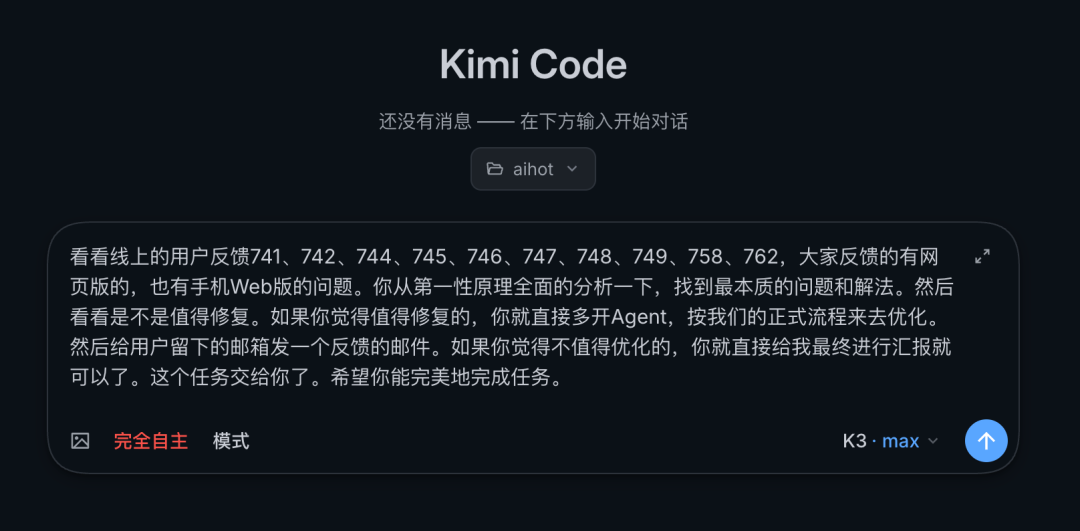 Kimi Code
还没有消息 —— 在下方输入开始对话
aihot
看看线上的用户反馈741、742、744、745、746、747、748、749、758、762，大家反馈的有网
页版的，也有手机Web版的问题。你从第一性原理全面的分析一下，找到最本质的问题和解法。然后
看看是不是值得修复。如果你觉得值得修复的，你就直接多开Agent，按我们的正式流程来去优化。
然后给用户留下的邮箱发一个反馈的邮件。如果你觉得不值得优化的，你就直接给我最终进行汇报就
可以了。这个任务交给你了。希望你能完美地完成任务。
完全自主 模式 K3 · max